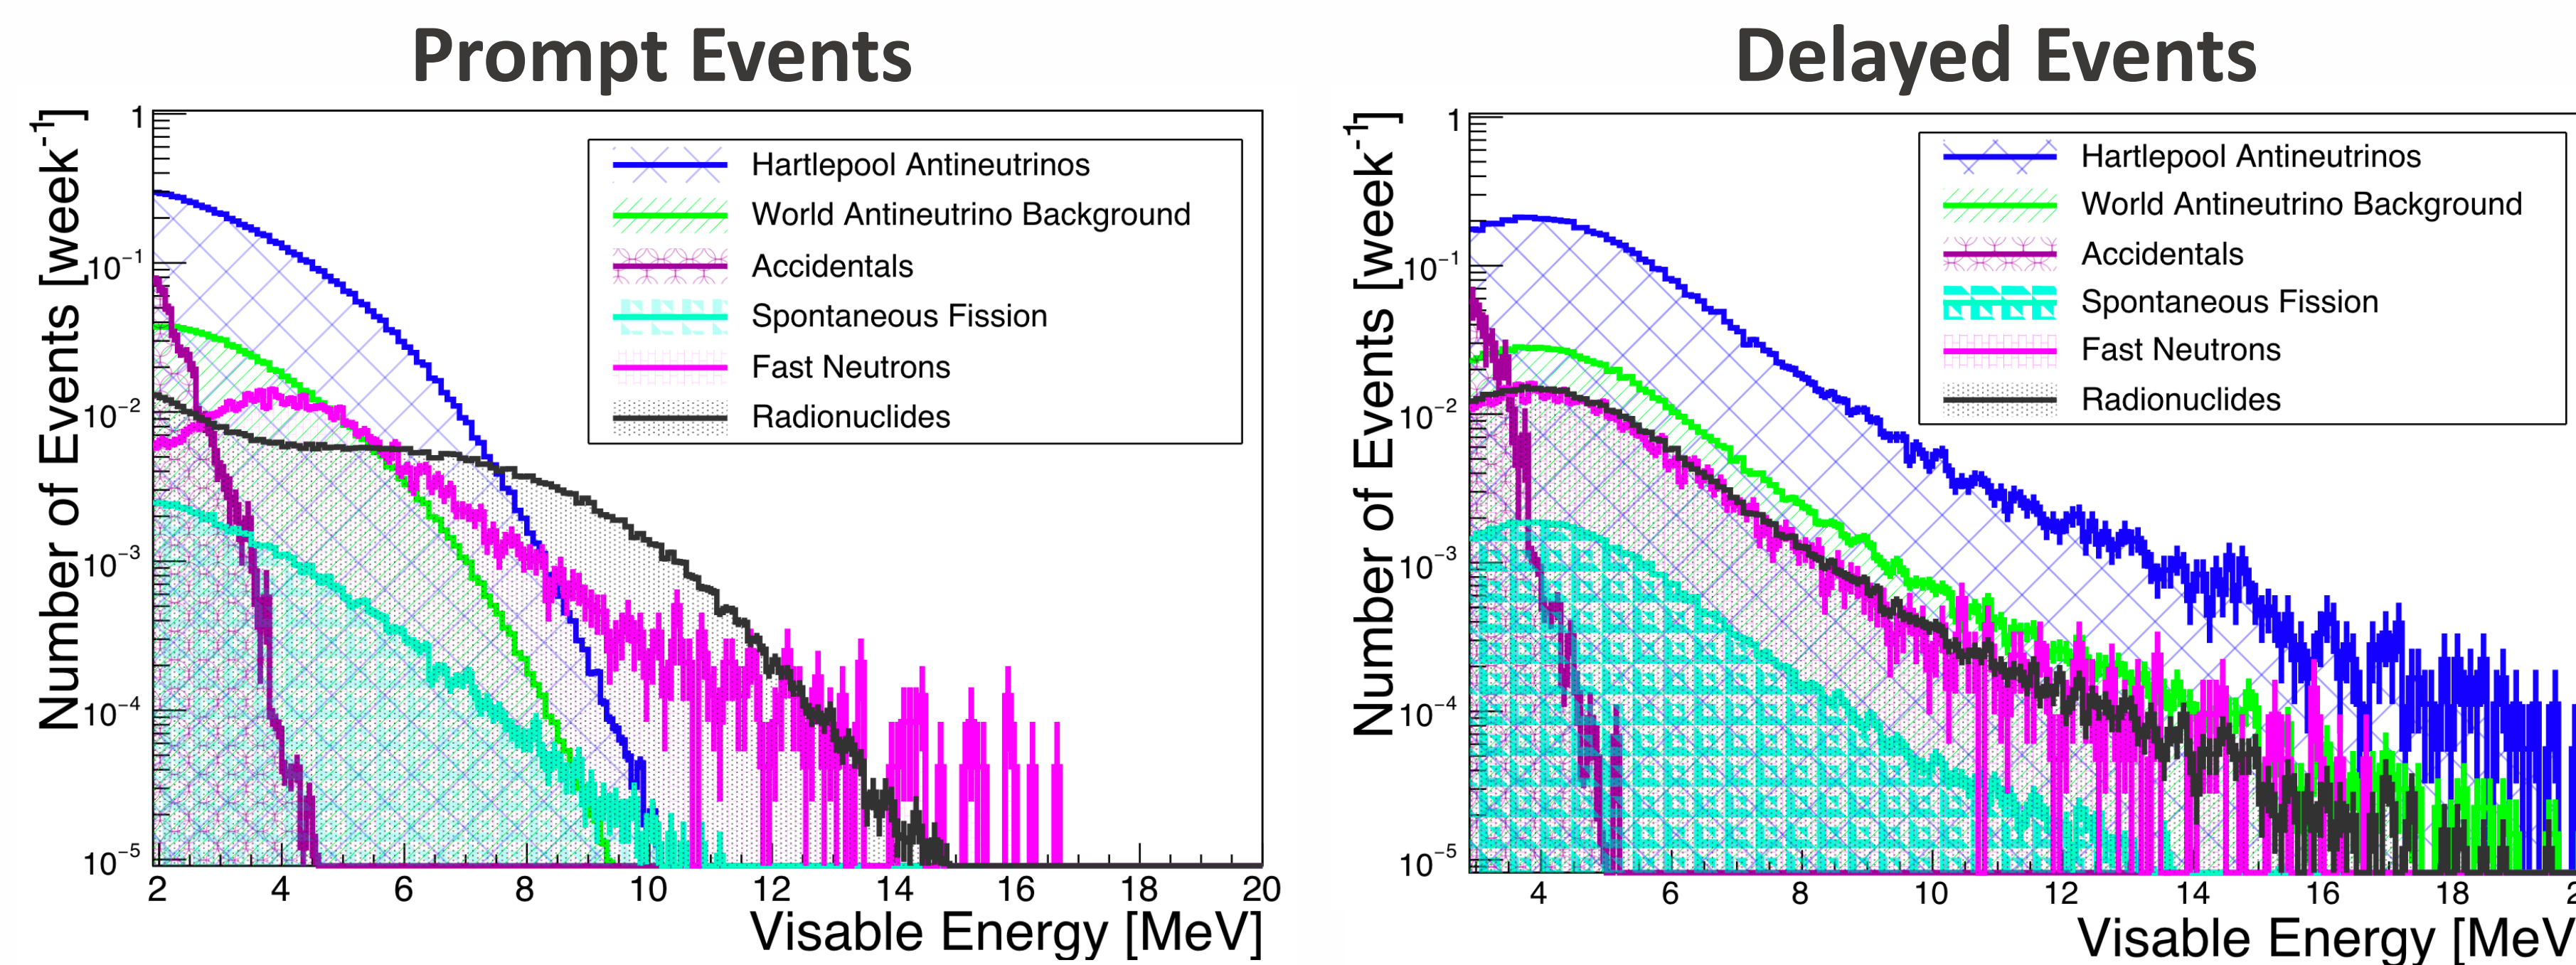 Prompt Events
Number of Events [week⁻¹]
1
10⁻¹
10⁻²
10⁻³
10⁻⁴
10⁻⁵
Hartlepool Antineutrinos
World Antineutrino Background
Accidentals
Spontaneous Fission
Fast Neutrons
Radionuclides
2 4 6 8 10 12 14 16 18 20
Visable Energy [MeV]
Delayed Events
Number of Events [week⁻¹]
1
10⁻¹
10⁻²
10⁻³
10⁻⁴
10⁻⁵
Hartlepool Antineutrinos
World Antineutrino Background
Accidentals
Spontaneous Fission
Fast Neutrons
Radionuclides
4 6 8 10 12 14 16 18 2
Visable Energy [MeV